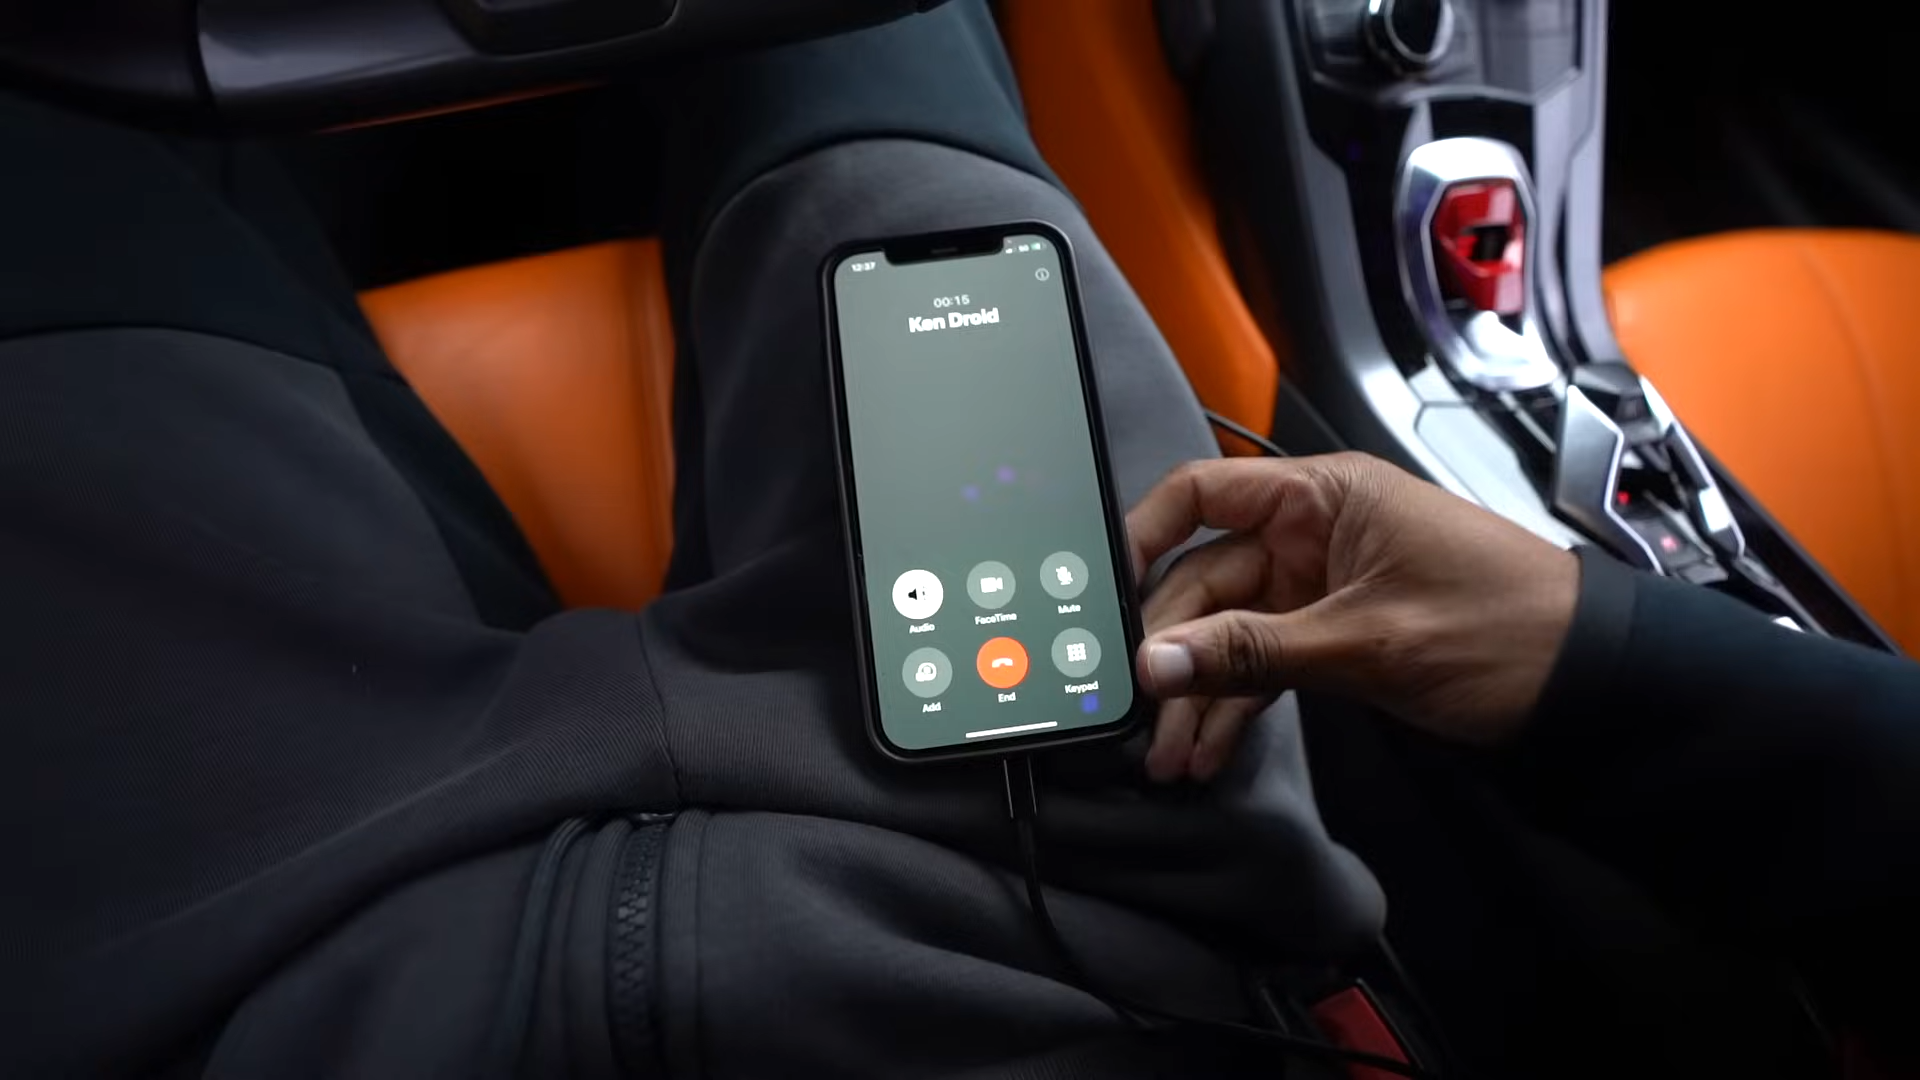 12:37
00:15
Ken Droid
Audio
FaceTime
Mute
Add
End
Keypad